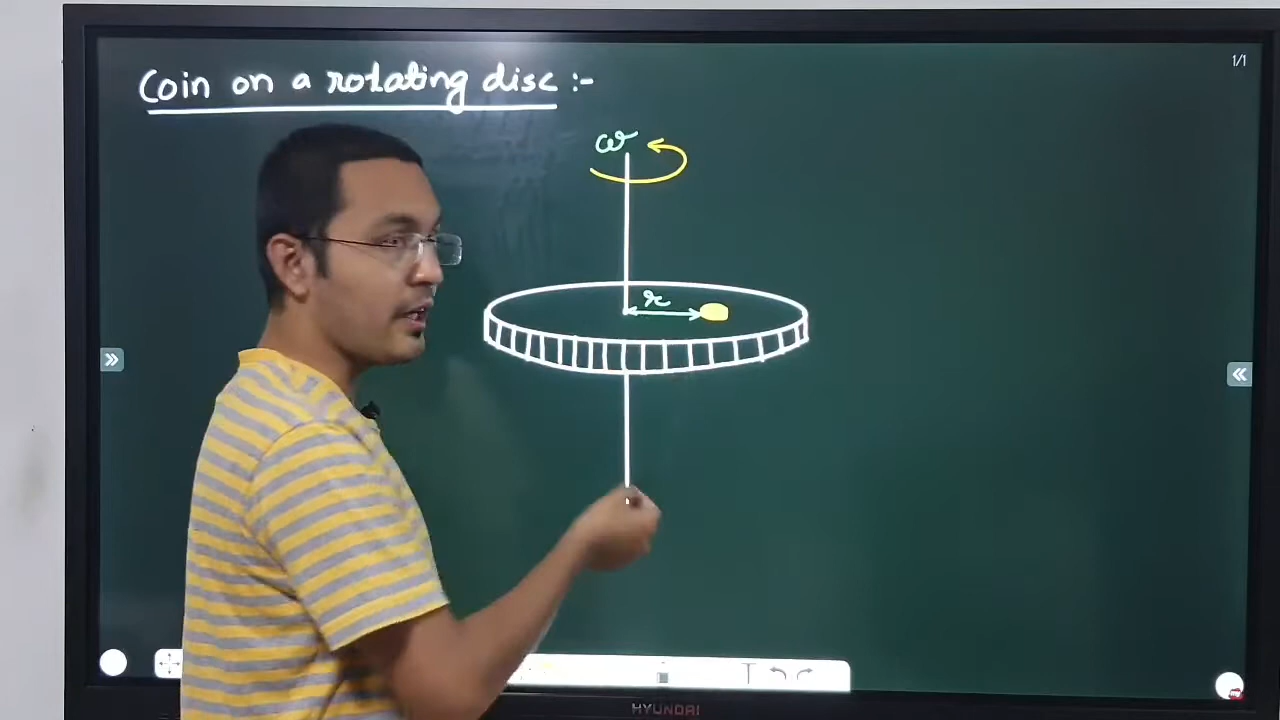 Coin on a rotating disc :-
1/1
ω
r
HYUNDAI